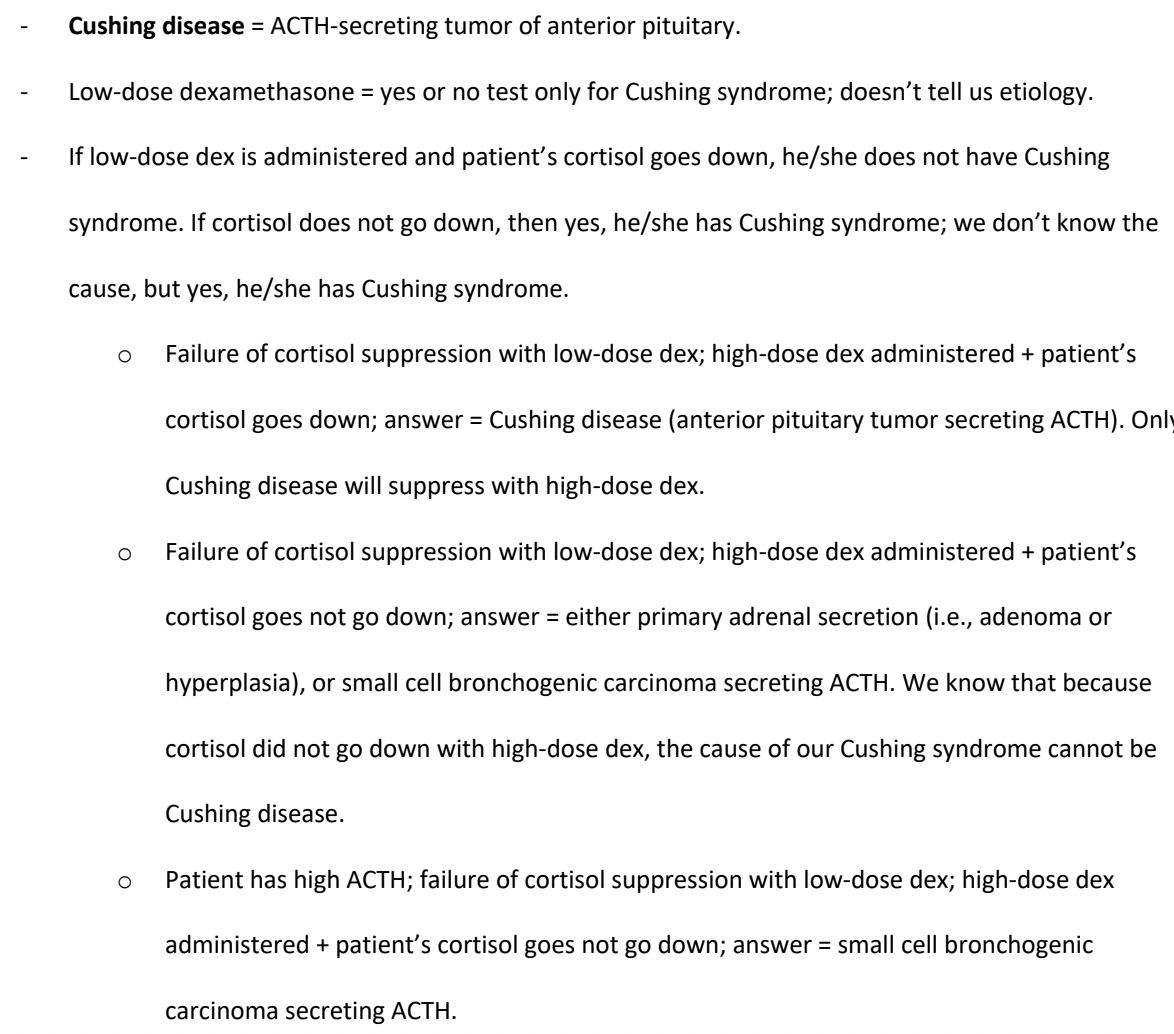 - Cushing disease = ACTH-secreting tumor of anterior pituitary.
- Low-dose dexamethasone = yes or no test only for Cushing syndrome; doesn’t tell us etiology.
- If low-dose dex is administered and patient’s cortisol goes down, he/she does not have Cushing
syndrome. If cortisol does not go down, then yes, he/she has Cushing syndrome; we don’t know the
cause, but yes, he/she has Cushing syndrome.
o Failure of cortisol suppression with low-dose dex; high-dose dex administered + patient’s
cortisol goes down; answer = Cushing disease (anterior pituitary tumor secreting ACTH). Only
Cushing disease will suppress with high-dose dex.
o Failure of cortisol suppression with low-dose dex; high-dose dex administered + patient’s
cortisol goes not go down; answer = either primary adrenal secretion (i.e., adenoma or
hyperplasia), or small cell bronchogenic carcinoma secreting ACTH. We know that because
cortisol did not go down with high-dose dex, the cause of our Cushing syndrome cannot be
Cushing disease.
o Patient has high ACTH; failure of cortisol suppression with low-dose dex; high-dose dex
administered + patient’s cortisol goes not go down; answer = small cell bronchogenic
carcinoma secreting ACTH.